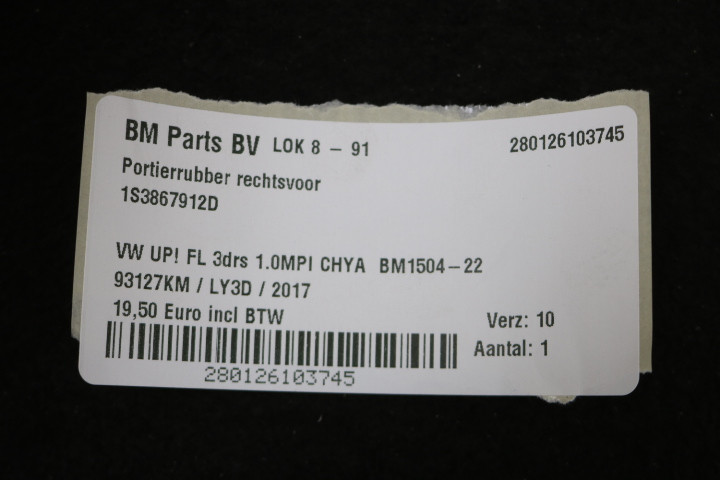 BM Parts BV LOK 8 - 91 280126103745
Portierrubber rechtsvoor
1S3867912D
VW UP! FL 3drs 1.0MPI CHYA BM1504-22
93127KM / LY3D / 2017
19,50 Euro incl BTW
Verz: 10
Aantal: 1
280126103745